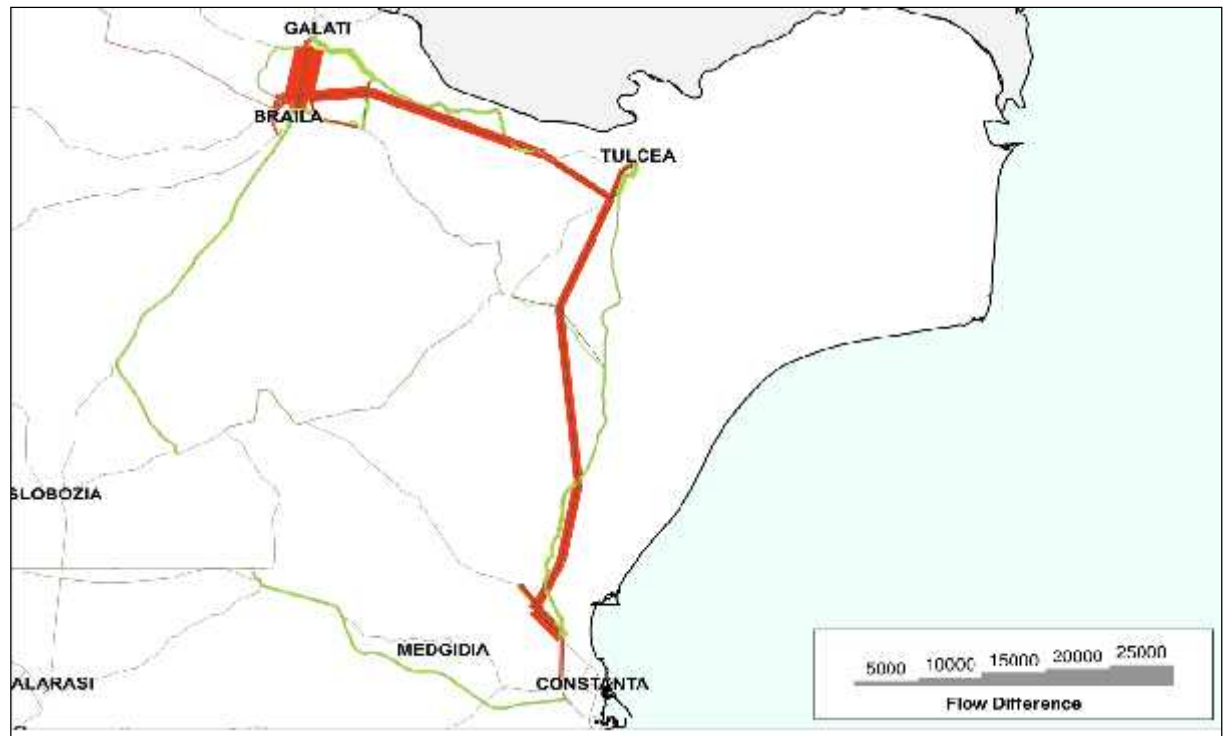 GALATI
BRAILA
TULCEA
SLOBOZIA
MEDGIDIA
ALARASI
CONSTANTA
5000 10000 15000 20000 25000
Flow Difference